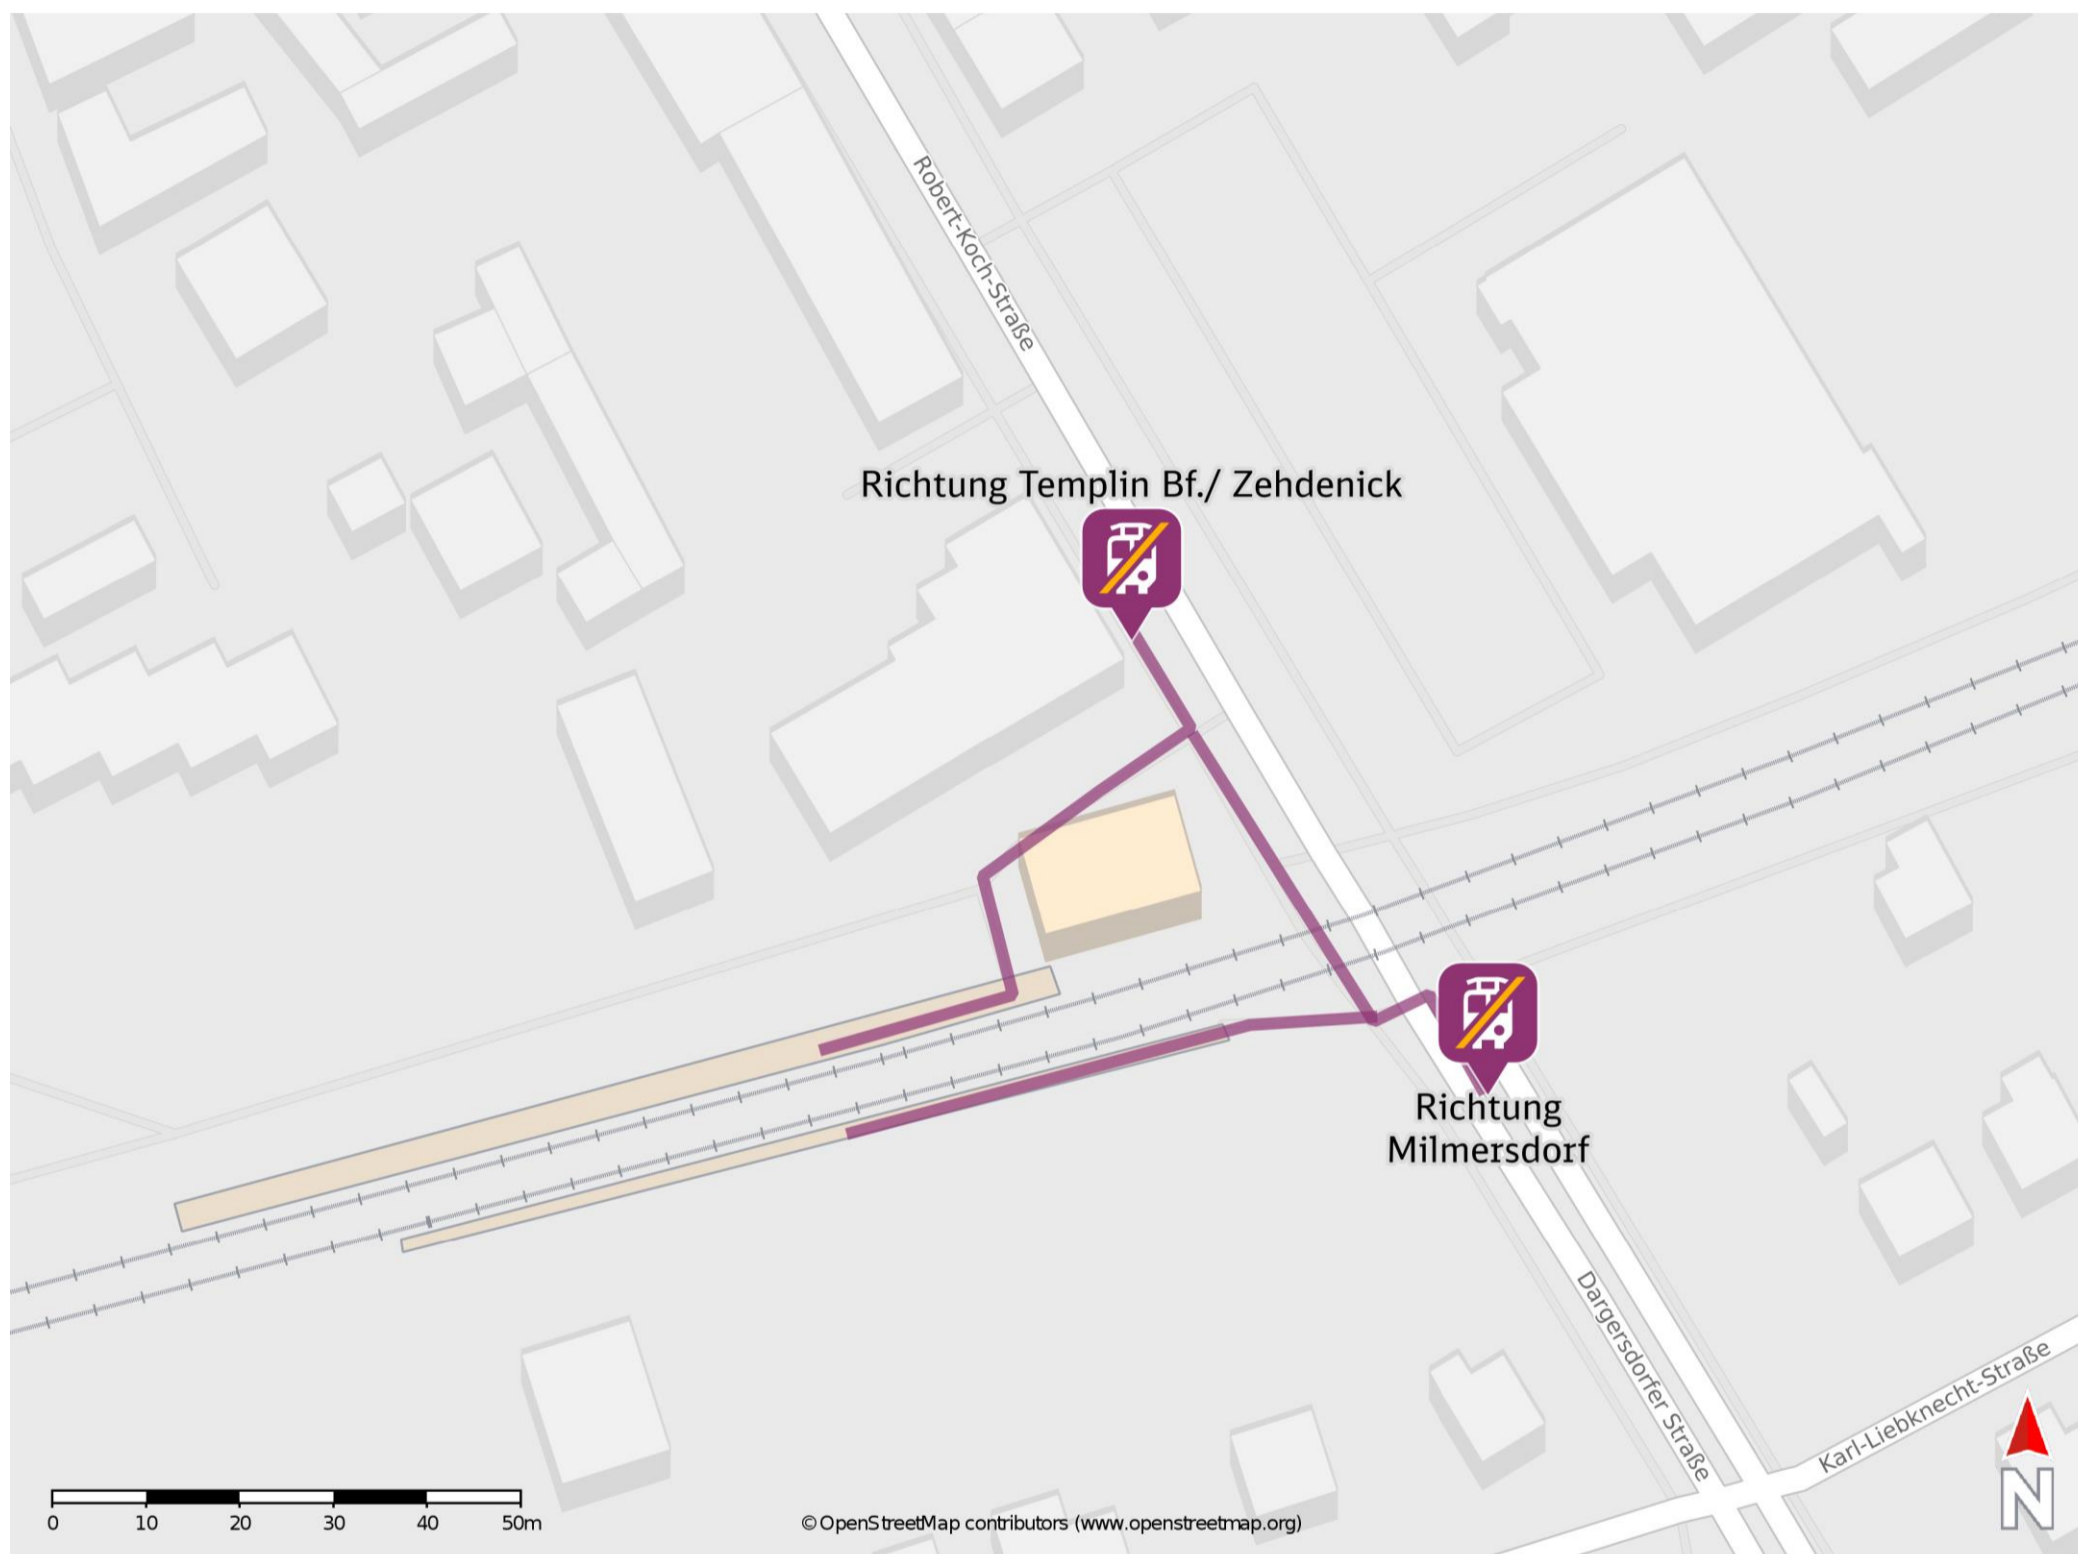 Robert-Koch-Straße
Richtung Templin Bf./ Zehdenick
Richtung
Milmersdorf
Dargersdorfer Straße
Karl-Liebknecht-Straße
N
0 10 20 30 40 50m
© OpenStreetMap contributors (www.openstreetmap.org)